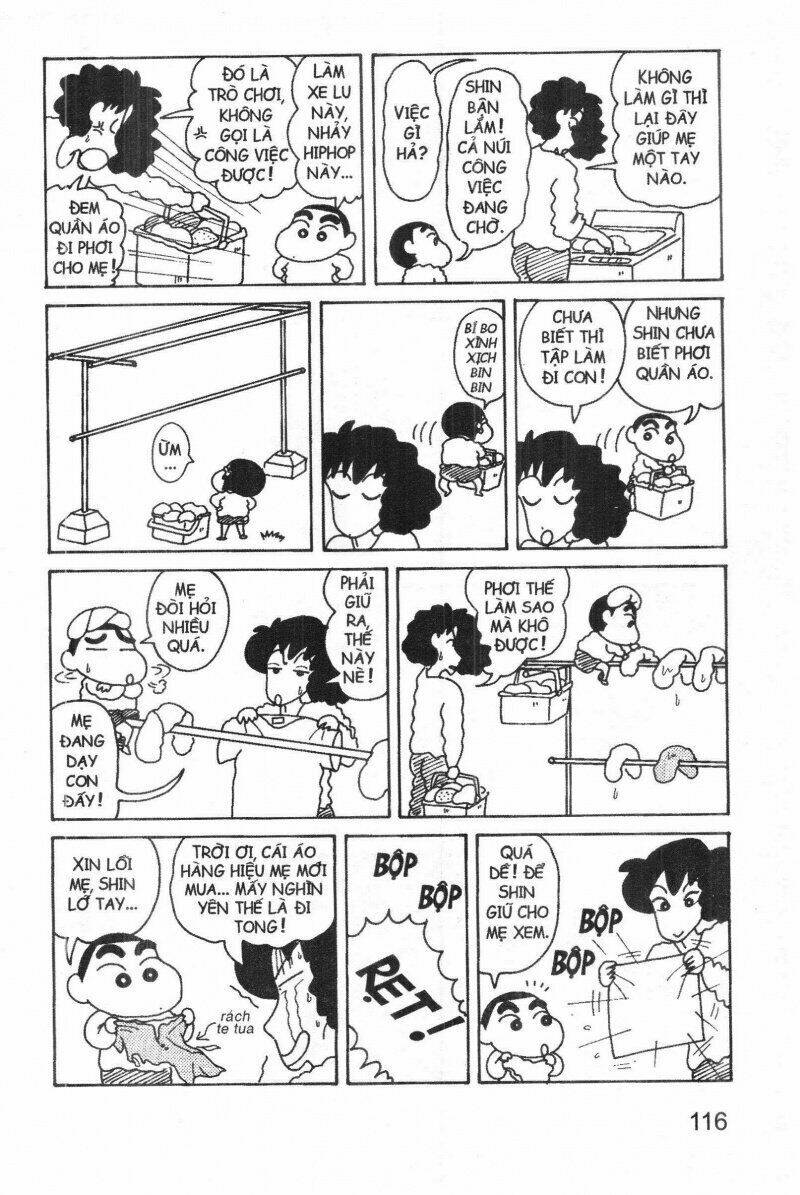 KHÔNG
LÀM GÌ THÌ
LẠI ĐÂY
GIÚP MẸ
MỘT TAY
NÀO.
SHIN
BẬN
LẮM!
CẢ NÚI
CÔNG
VIỆC
ĐANG
CHỜ.
VIỆC
GÌ
HẢ?
LÀM
XE LU
NÀY,
NHẢY
HIPHOP
NÀY...
ĐÓ LÀ
TRÒ CHƠI,
KHÔNG
GỌI LÀ
CÔNG VIỆC
ĐƯỢC!
ĐEM
QUẦN ÁO
ĐI PHƠI
CHO MẸ!
NHƯNG
SHIN CHƯA
BIẾT PHƠI
QUẦN ÁO.
CHƯA
BIẾT THÌ
TẬP LÀM
ĐI CON!
BÍ BO
XÌNH
XỊCH
BIN
BIN
ỪM
...
PHƠI THẾ
LÀM SAO
MÀ KHÔ
ĐƯỢC!
PHẢI
GIŨ
RA,
THẾ
NÀY
NÈ!
MẸ
ĐÒI HỎI
NHIỀU
QUÁ.
MẸ
ĐANG
DẠY
CON
ĐẤY!
QUÁ
DỄ! ĐỂ
SHIN
GIŨ CHO
MẸ XEM.
BỘP
BỘP
BỘP
BỘP
RẸT!
TRỜI ƠI, CÁI ÁO
HÀNG HIỆU MẸ MỚI
MUA... MẤY NGHÌN
YÊN THẾ LÀ ĐI
TONG!
XIN LỖI
MẸ, SHIN
LỠ TAY...
rách
te tua
116